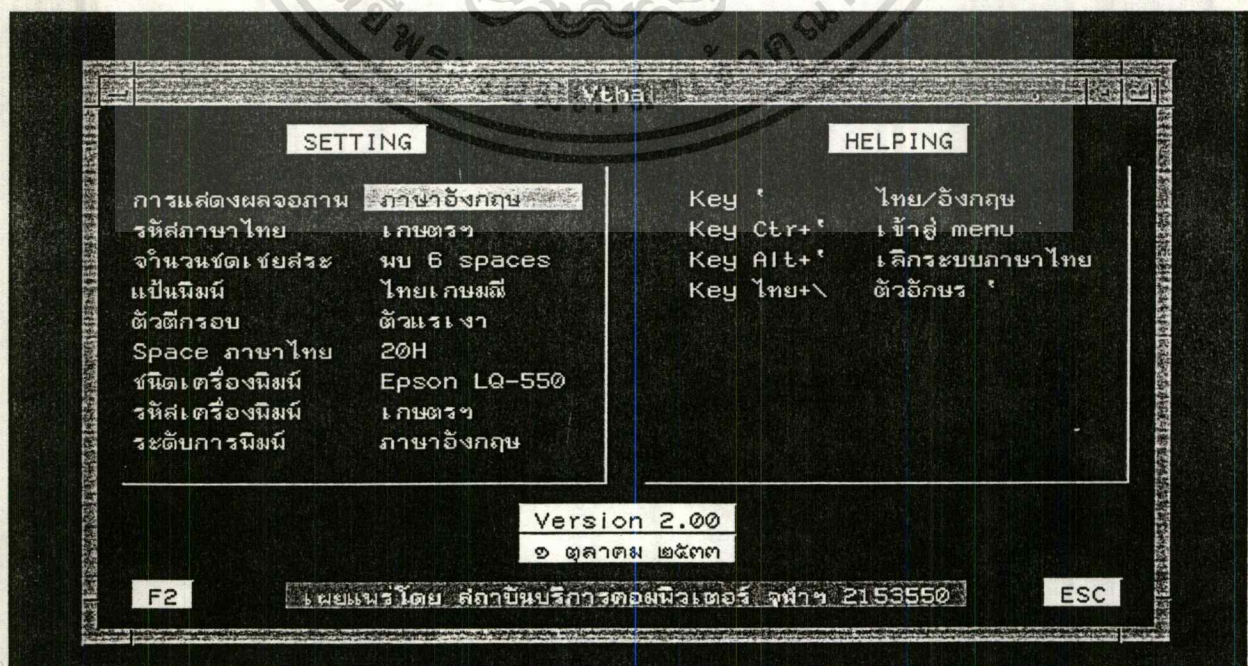 Vthai
SETTING
การแสดงผลจอภาพ ภาษาอังกฤษ
รหัสภาษาไทย เกษตรฯ
จำนวนชดเชยสระ พบ 6 spaces
แป้นพิมพ์ ไทยเกษมณี
ตัวตีกรอบ ตัวแรเงา
Space ภาษาไทย 20H
ชนิดเครื่องพิมพ์ Epson LQ-550
รหัสเครื่องพิมพ์ เกษตรฯ
ระดับการพิมพ์ ภาษาอังกฤษ
HELPING
Key ` ไทย/อังกฤษ
Key Ctr+` เข้าสู่ menu
Key Alt+` เลิกระบบภาษาไทย
Key ไทย+\ ตัวอักษร `
Version 2.00
๑ ตุลาคม ๒๕๓๓
F2
เผยแพร่โดย สถาบันบริการคอมพิวเตอร์ จุฬาฯ 2153550
ESC